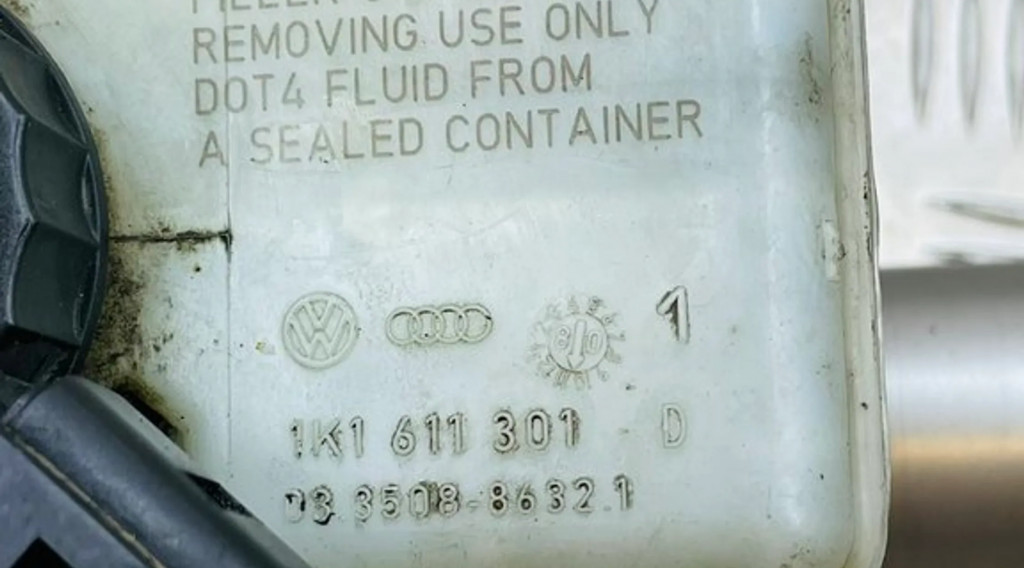 REMOVING USE ONLY
DOT4 FLUID FROM
A SEALED CONTAINER
1
1K1 611 301 D
03 3508-8632.1